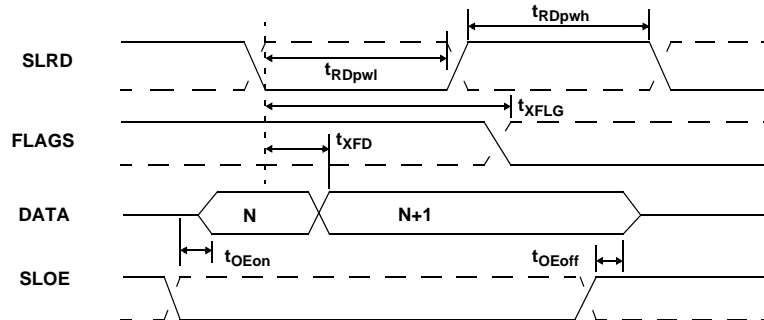 tRDpwh
SLRD
tRDpwl
tXFLG
FLAGS
tXFD
DATA
N
N+1
tOEon
tOEoff
SLOE